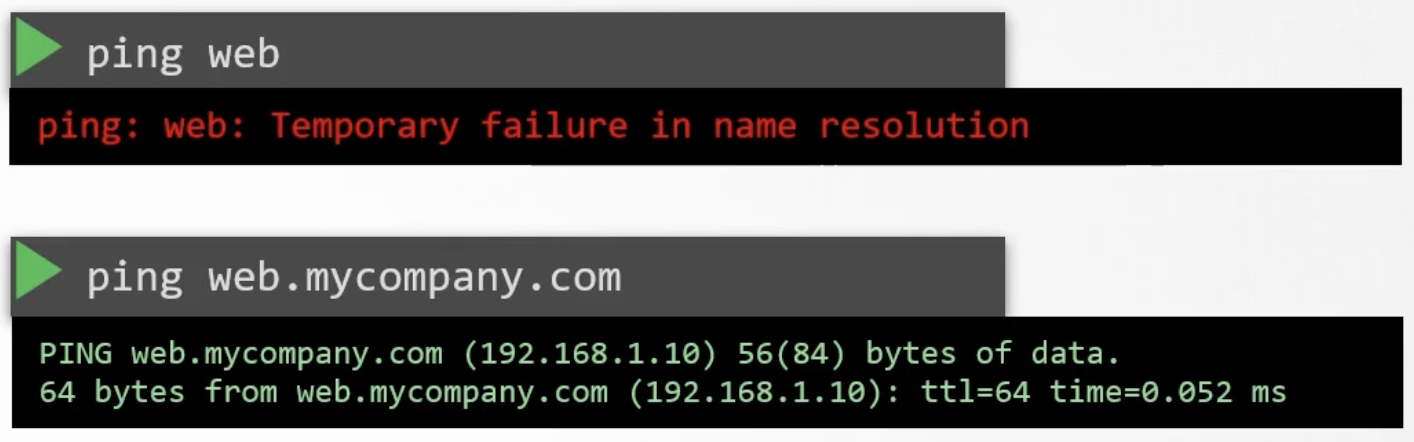 ping web
ping: web: Temporary failure in name resolution
ping web.mycompany.com
PING web.mycompany.com (192.168.1.10) 56(84) bytes of data.
64 bytes from web.mycompany.com (192.168.1.10): ttl=64 time=0.052 ms